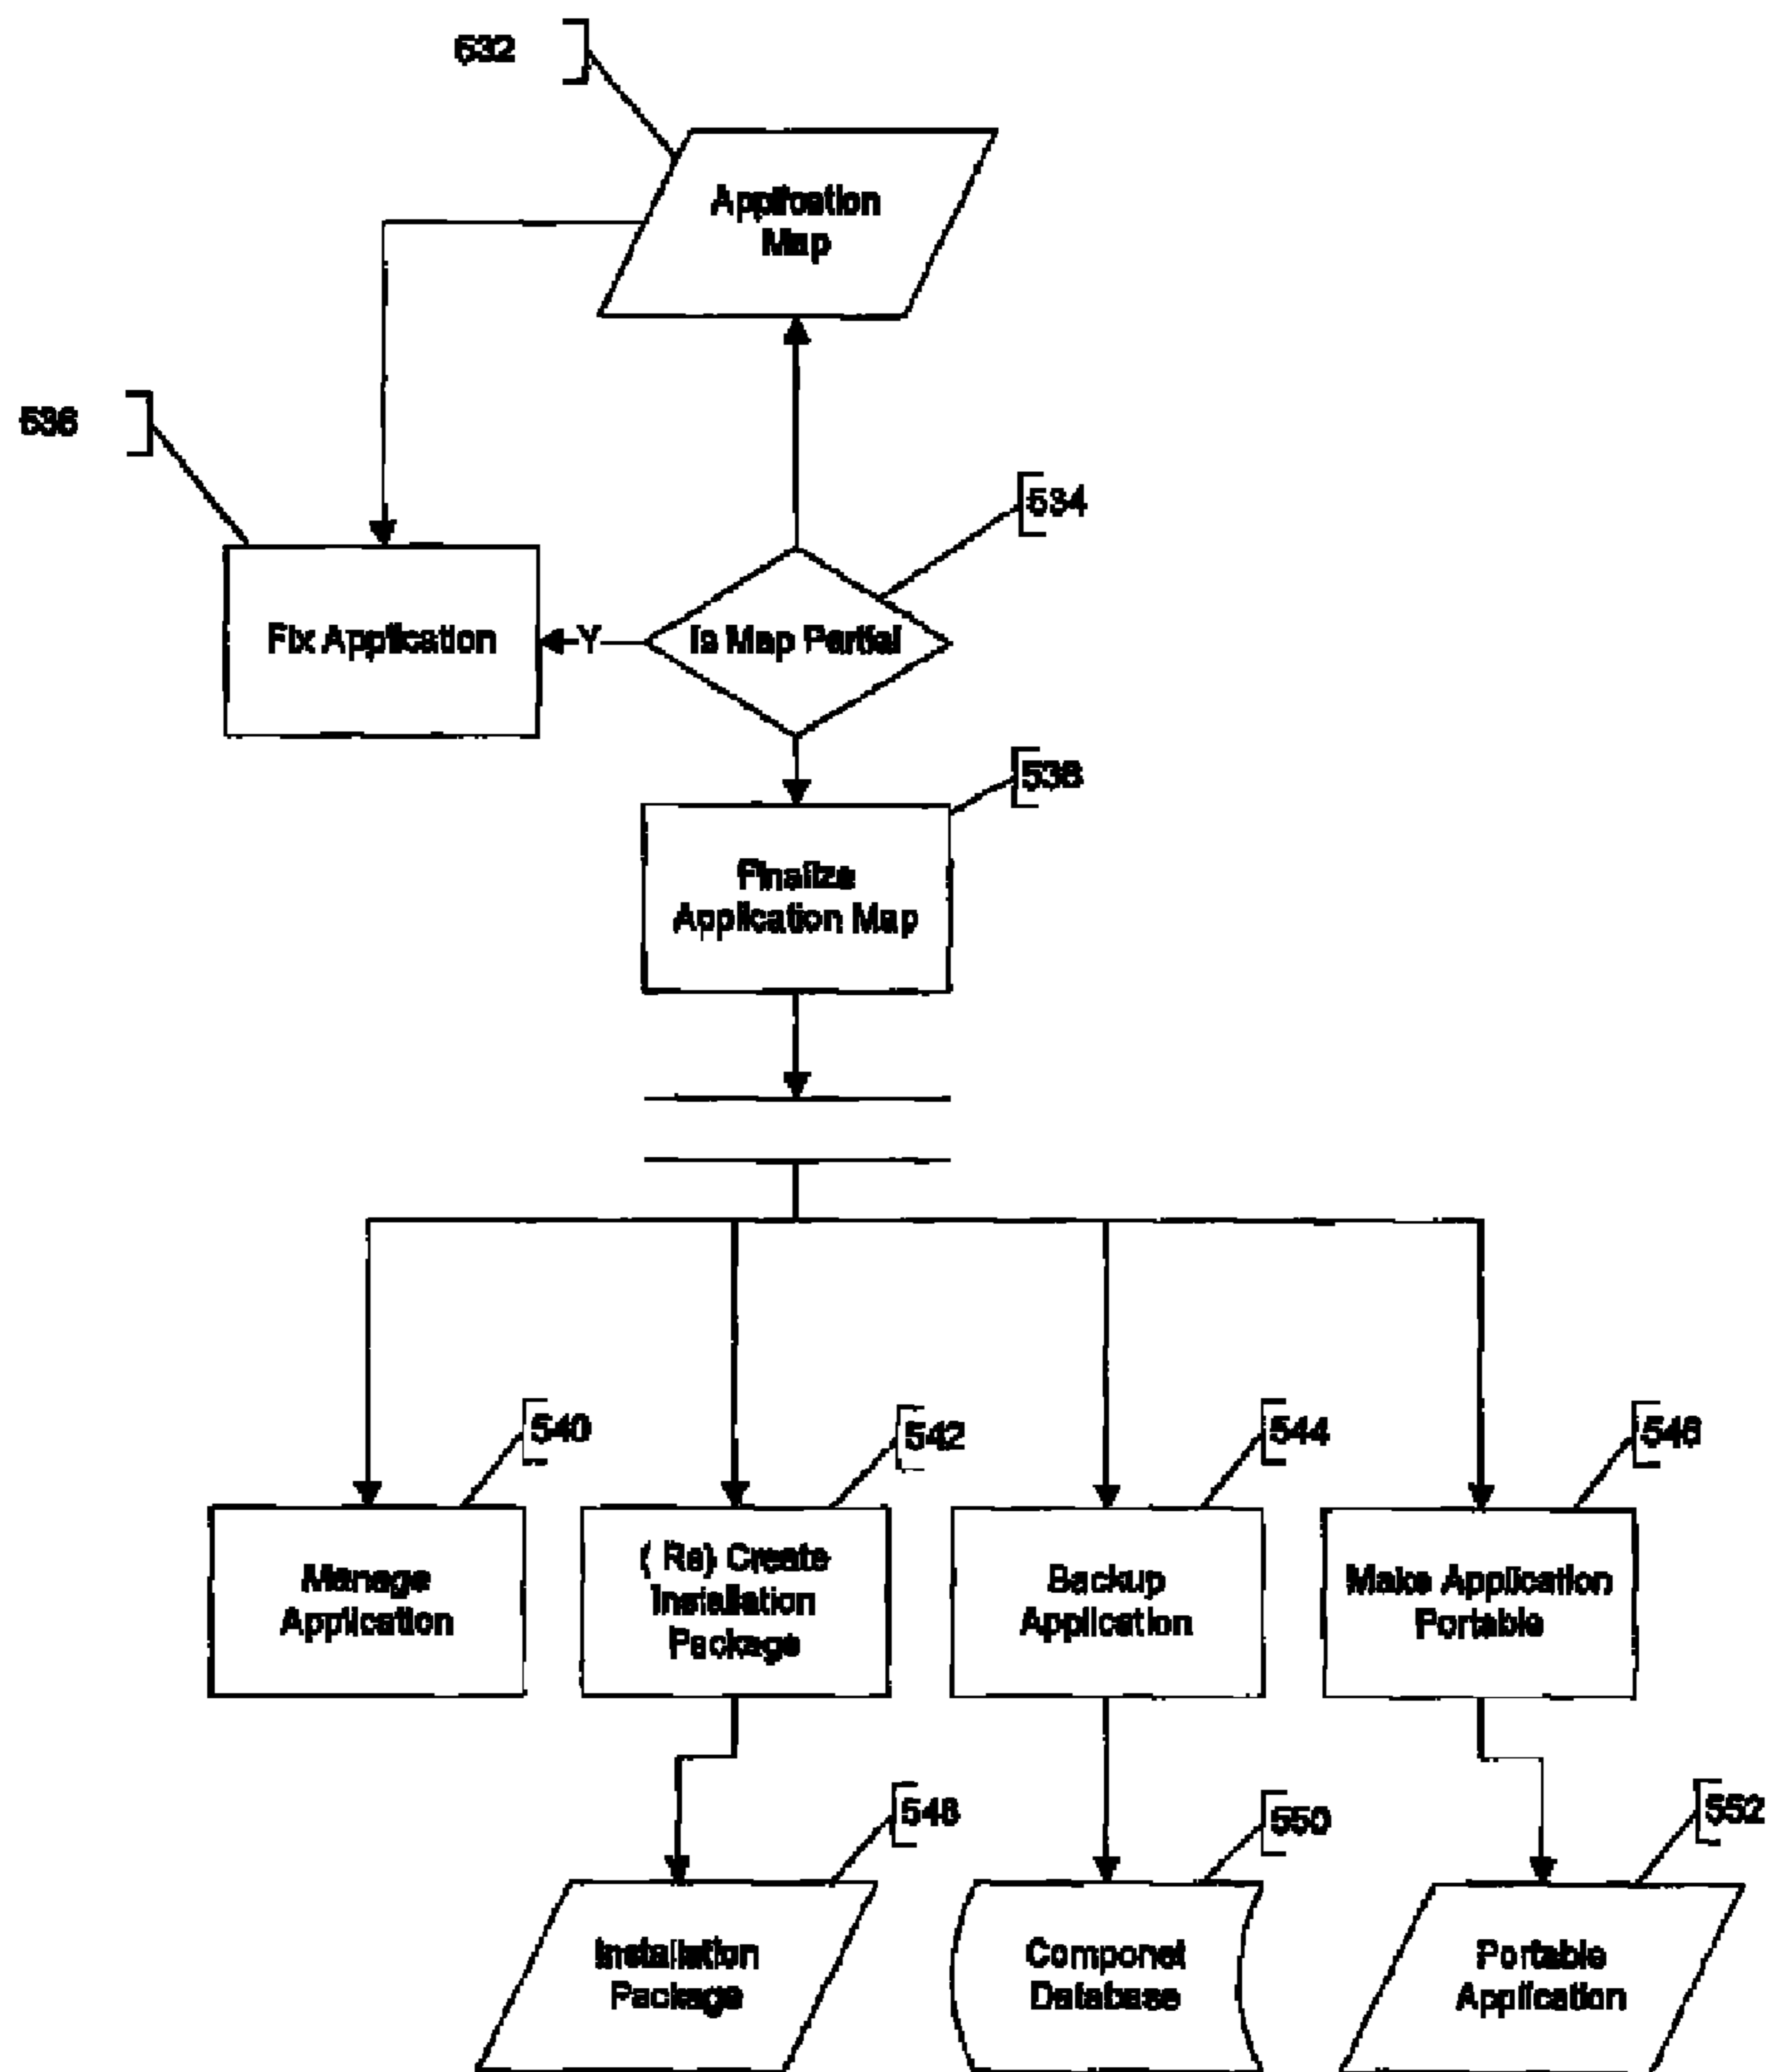 532
Application
Map
536
534
Fix Application
Y
Is Map Partial
538
Finalize
Application Map
540
542
544
546
Manage
Application
( Re) Create
Installation
Package
Backup
Application
Make Application
Portable
548
550
552
Installation
Package
Componet
Database
Portable
Application